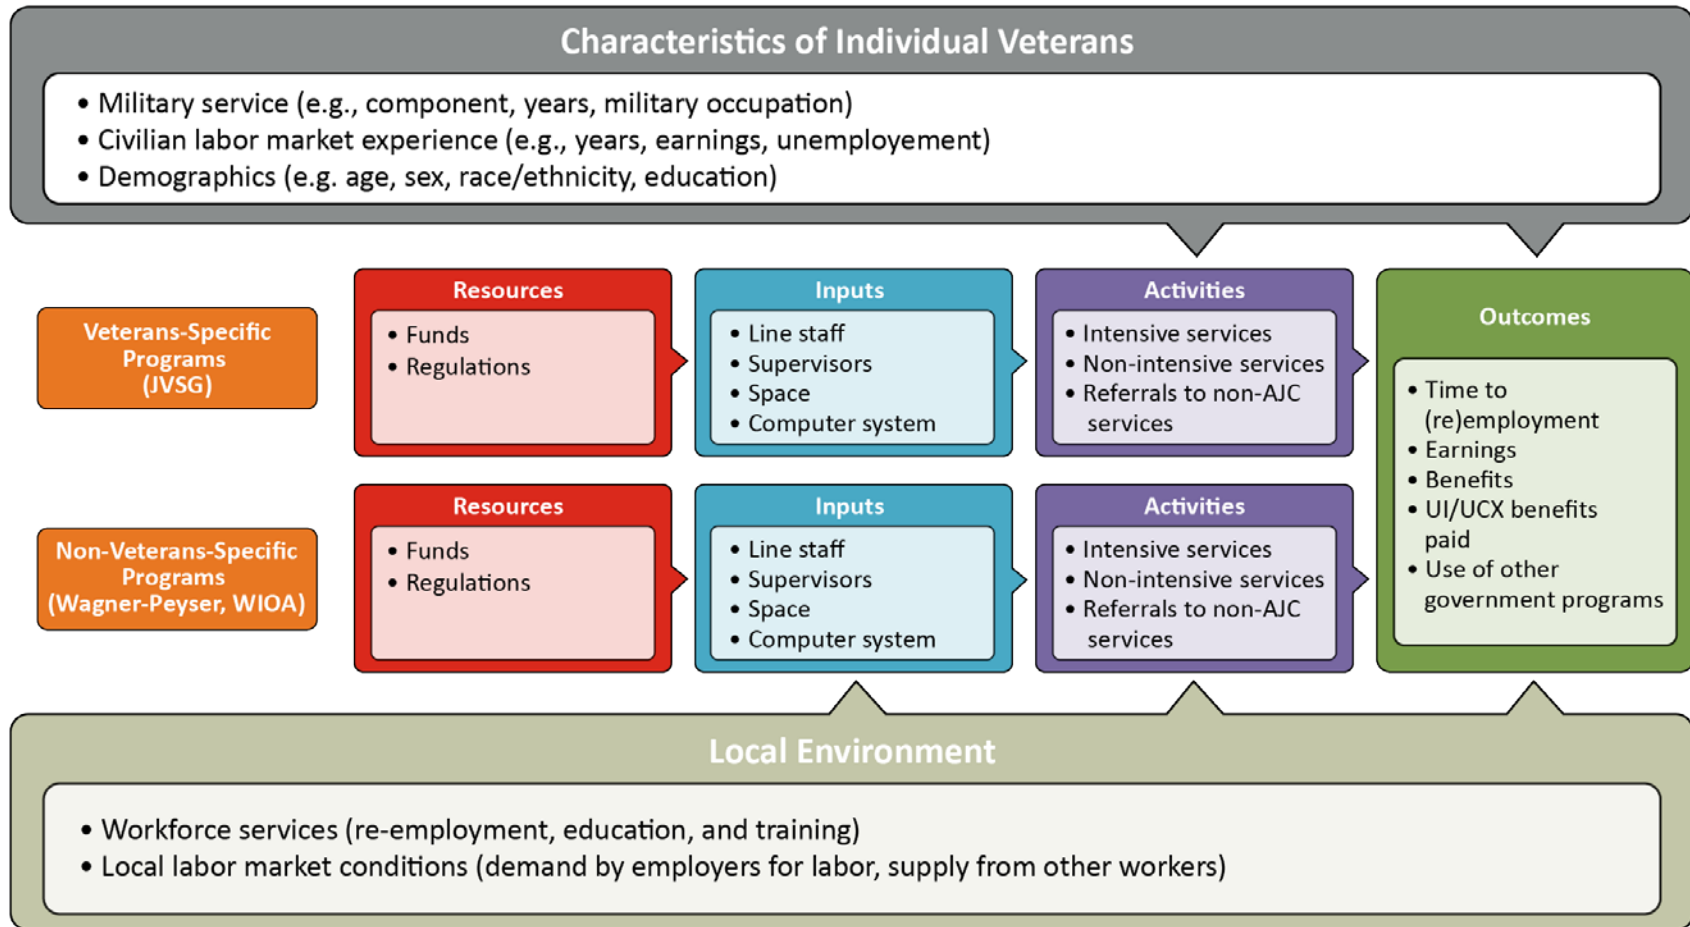 Characteristics of Individual Veterans
• Military service (e.g., component, years, military occupation)
• Civilian labor market experience (e.g., years, earnings, unemployement)
• Demographics (e.g. age, sex, race/ethnicity, education)
Veterans-Specific
Programs
(JVSG)
Resources
• Funds
• Regulations
Inputs
• Line staff
• Supervisors
• Space
• Computer system
Activities
• Intensive services
• Non-intensive services
• Referrals to non-AJC
services
Outcomes
• Time to
(re)employment
• Earnings
• Benefits
• UI/UCX benefits
paid
• Use of other
government programs
Non-Veterans-Specific
Programs
(Wagner-Peyser, WIOA)
Resources
• Funds
• Regulations
Inputs
• Line staff
• Supervisors
• Space
• Computer system
Activities
• Intensive services
• Non-intensive services
• Referrals to non-AJC
services
Local Environment
• Workforce services (re-employment, education, and training)
• Local labor market conditions (demand by employers for labor, supply from other workers)